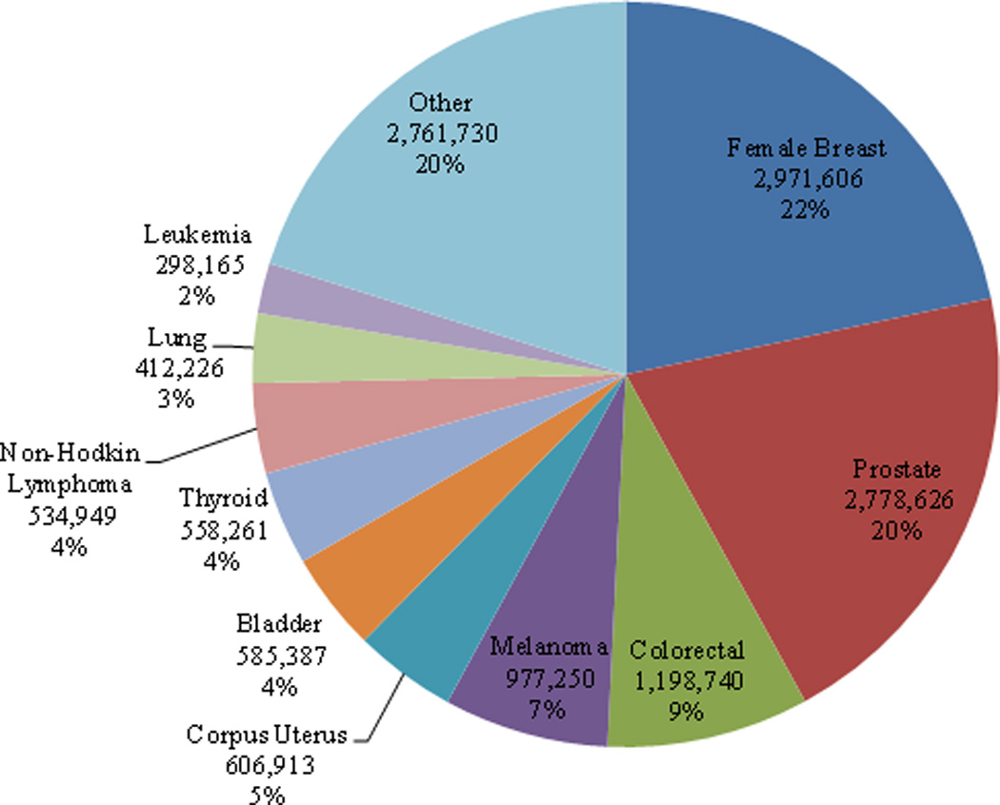 Other
2,761,730
20%
Female Breast
2,971,606
22%
Leukemia
298,165
2%
Lung
412,226
3%
Non-Hodkin
Lymphoma
534,949
4%
Thyroid
558,261
4%
Prostate
2,778,626
20%
Bladder
585,387
4%
Melanoma
977,250
7%
Colorectal
1,198,740
9%
Corpus Uterus
606,913
5%